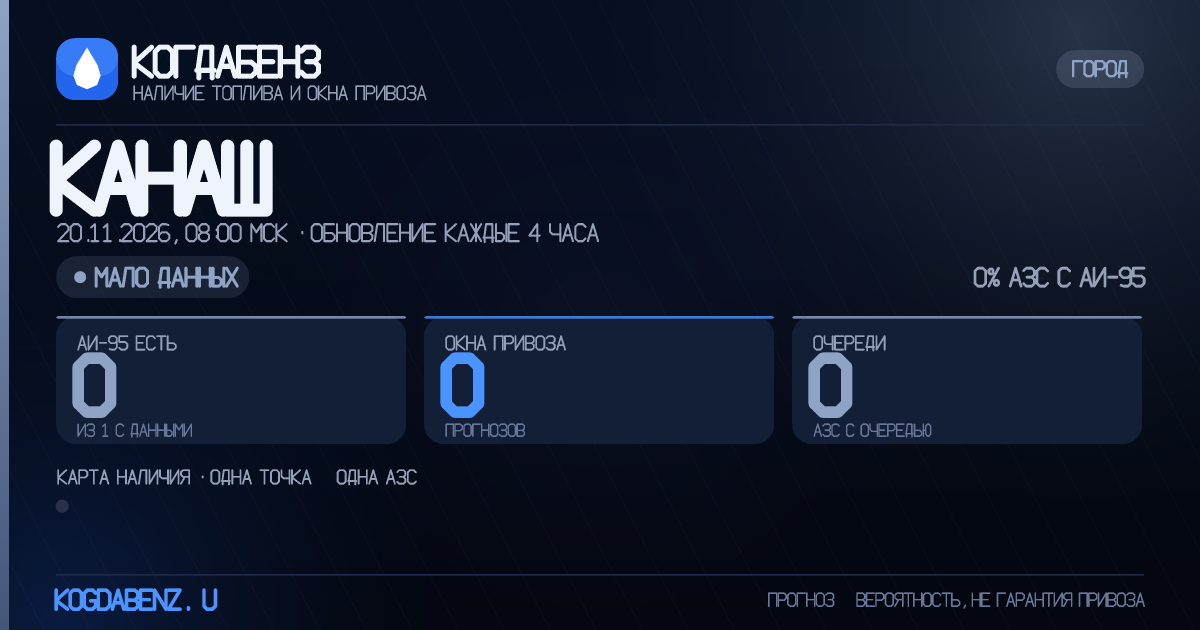 КОГДАБЕНЗ
НАЛИЧИЕ ТОПЛИВА И ОКНА ПРИВОЗА
ГОРОД
КАНАШ
20.11.2026, 08:00 МСК · ОБНОВЛЕНИЕ КАЖДЫЕ 4 ЧАСА
МАЛО ДАННЫХ
0% АЗС С АИ-95
АИ-95 ЕСТЬ
0
ИЗ 1 С ДАННЫМИ
ОКНА ПРИВОЗА
0
ПРОГНОЗОВ
ОЧЕРЕДИ
0
АЗС С ОЧЕРЕДЬЮ
КАРТА НАЛИЧИЯ · ОДНА ТОЧКА ОДНА АЗС
KOGDABENZ. U
ПРОГНОЗ ВЕРОЯТНОСТЬ, НЕ ГАРАНТИЯ ПРИВОЗА